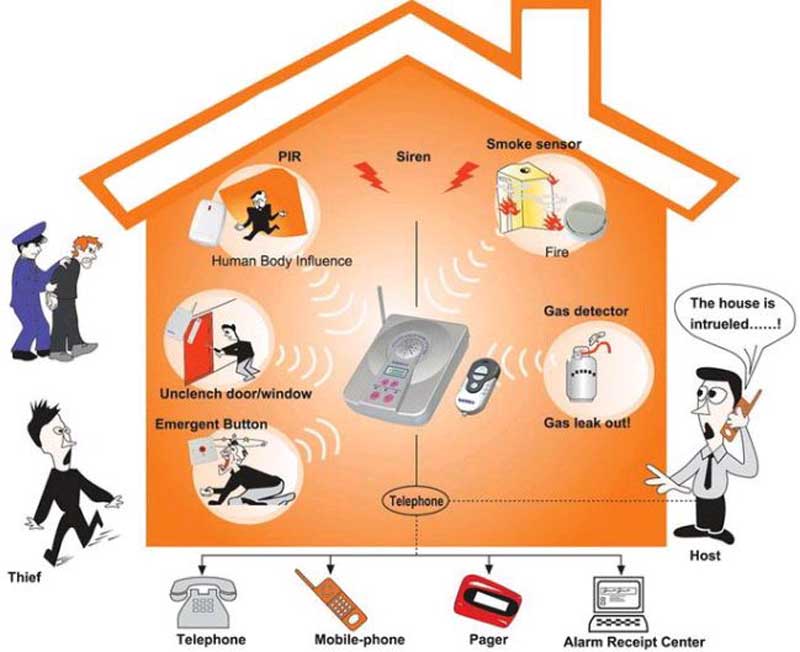 Smoke sensor
PIR
Siren
Human Body Influence
Fire
Gas detector
The house is
intrueled......!
Unclench door/window
Emergent Button
Gas leak out!
Telephone
Host
Thief
Telephone
Mobile-phone
Pager
Alarm Receipt Center